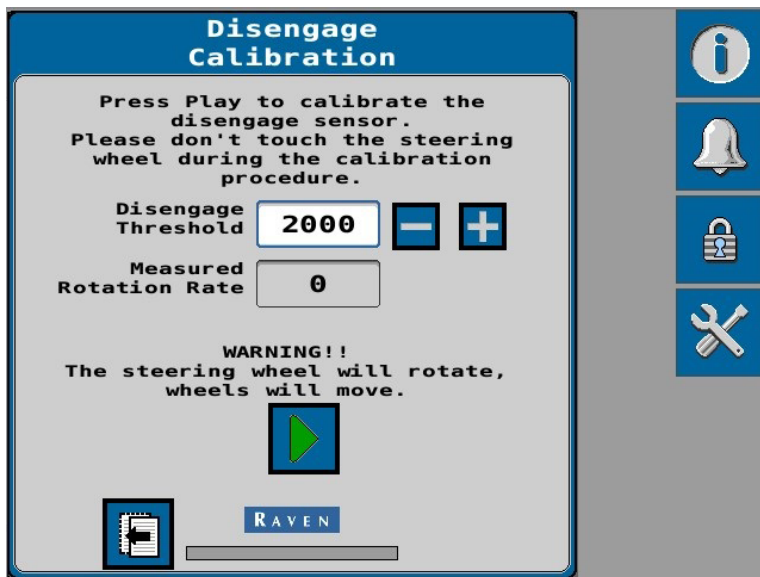 Disengage
Calibration
Press Play to calibrate the
disengage sensor.
Please don't touch the steering
wheel during the calibration
procedure.
Disengage
Threshold
2000
Measured
Rotation Rate
0
WARNING!!
The steering wheel will rotate,
wheels will move.
RAVEN